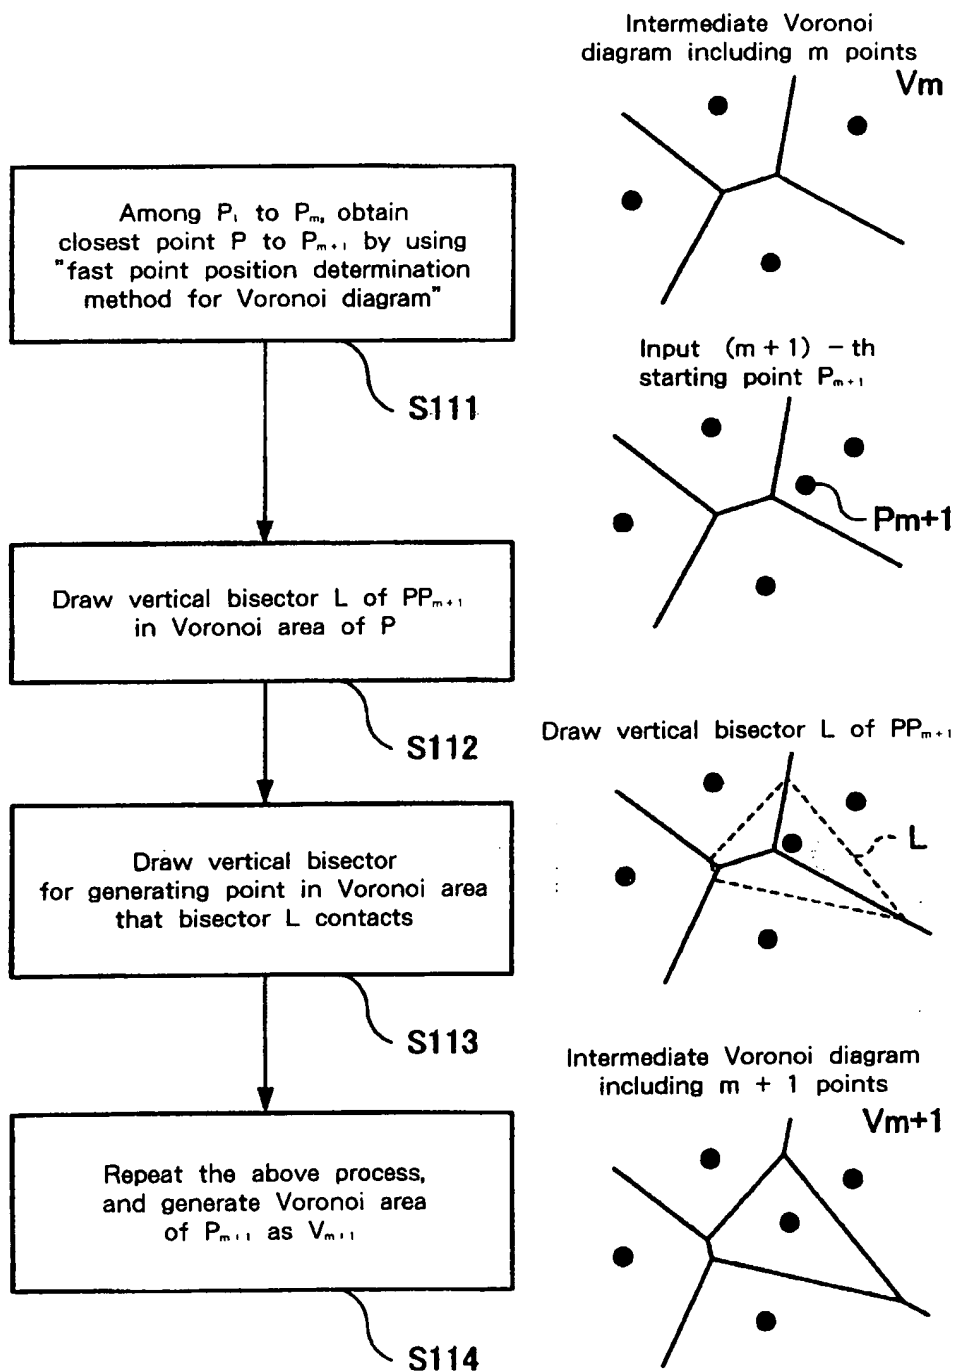 Intermediate Voronoi
diagram including m points
Vm
Among P₁ to Pₘ, obtain
closest point P to Pₘ₊₁ by using
"fast point position determination
method for Voronoi diagram"
S111
Input (m + 1) - th
starting point Pₘ₊₁
Pm+1
Draw vertical bisector L of PPₘ₊₁
in Voronoi area of P
S112
Draw vertical bisector L of PPₘ₊₁
L
Draw vertical bisector
for generating point in Voronoi area
that bisector L contacts
S113
Intermediate Voronoi diagram
including m + 1 points
Vm+1
Repeat the above process,
and generate Voronoi area
of Pₘ₊₁ as Vₘ₊₁
S114